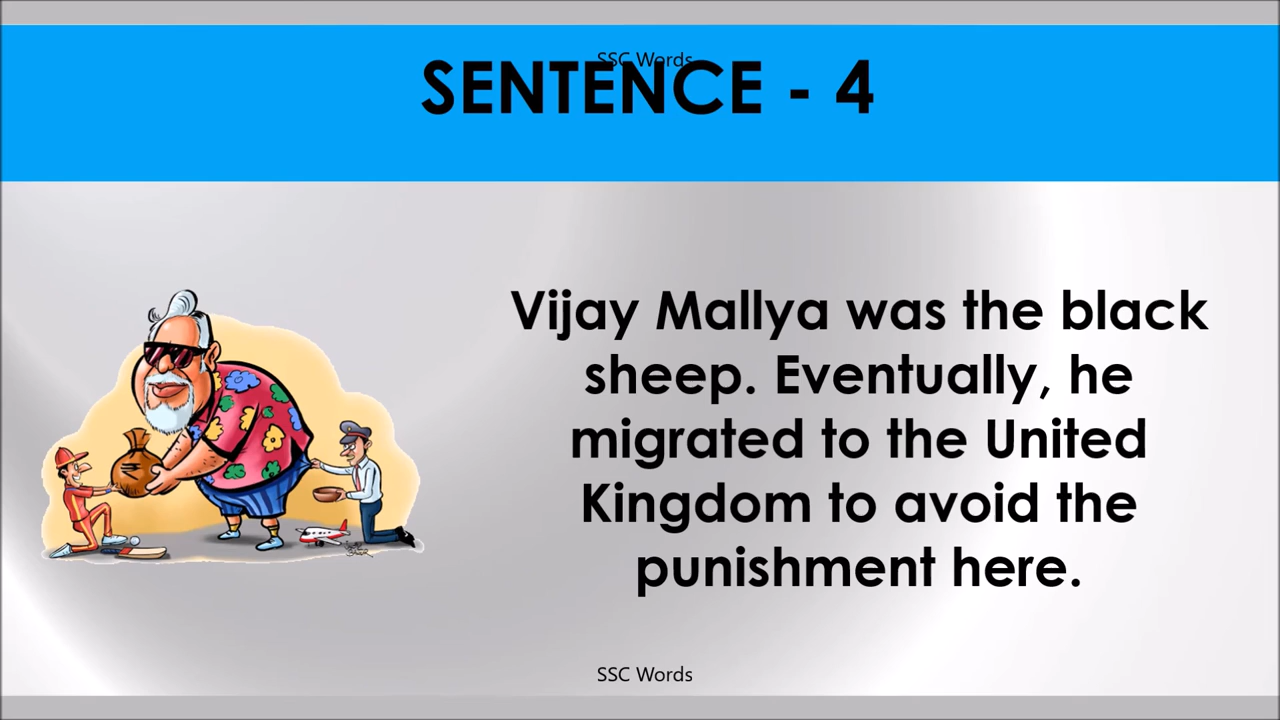 SSC Words
SENTENCE - 4
Vijay Mallya was the black
sheep. Eventually, he
migrated to the United
Kingdom to avoid the
punishment here.
SSC Words